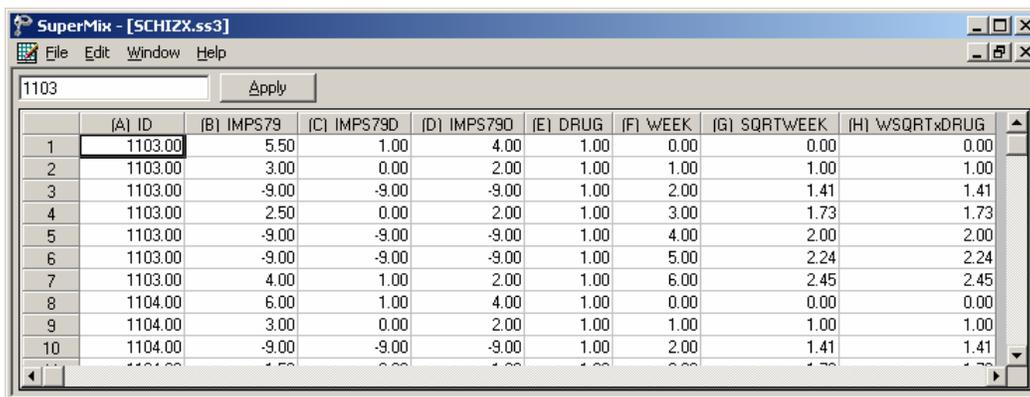 SuperMix - [SCHIZX.ss3]
File Edit Window Help
1103 Apply
(A) ID (B) IMPS79 (C) IMPS79D (D) IMPS79O (E) DRUG (F) WEEK (G) SQRTWEEK (H) WSQRTxDRUG
1 1103.00 5.50 1.00 4.00 1.00 0.00 0.00 0.00
2 1103.00 3.00 0.00 2.00 1.00 1.00 1.00 1.00
3 1103.00 -9.00 -9.00 -9.00 1.00 2.00 1.41 1.41
4 1103.00 2.50 0.00 2.00 1.00 3.00 1.73 1.73
5 1103.00 -9.00 -9.00 -9.00 1.00 4.00 2.00 2.00
6 1103.00 -9.00 -9.00 -9.00 1.00 5.00 2.24 2.24
7 1103.00 4.00 1.00 2.00 1.00 6.00 2.45 2.45
8 1104.00 6.00 1.00 4.00 1.00 0.00 0.00 0.00
9 1104.00 3.00 0.00 2.00 1.00 1.00 1.00 1.00
10 1104.00 -9.00 -9.00 -9.00 1.00 2.00 1.41 1.41